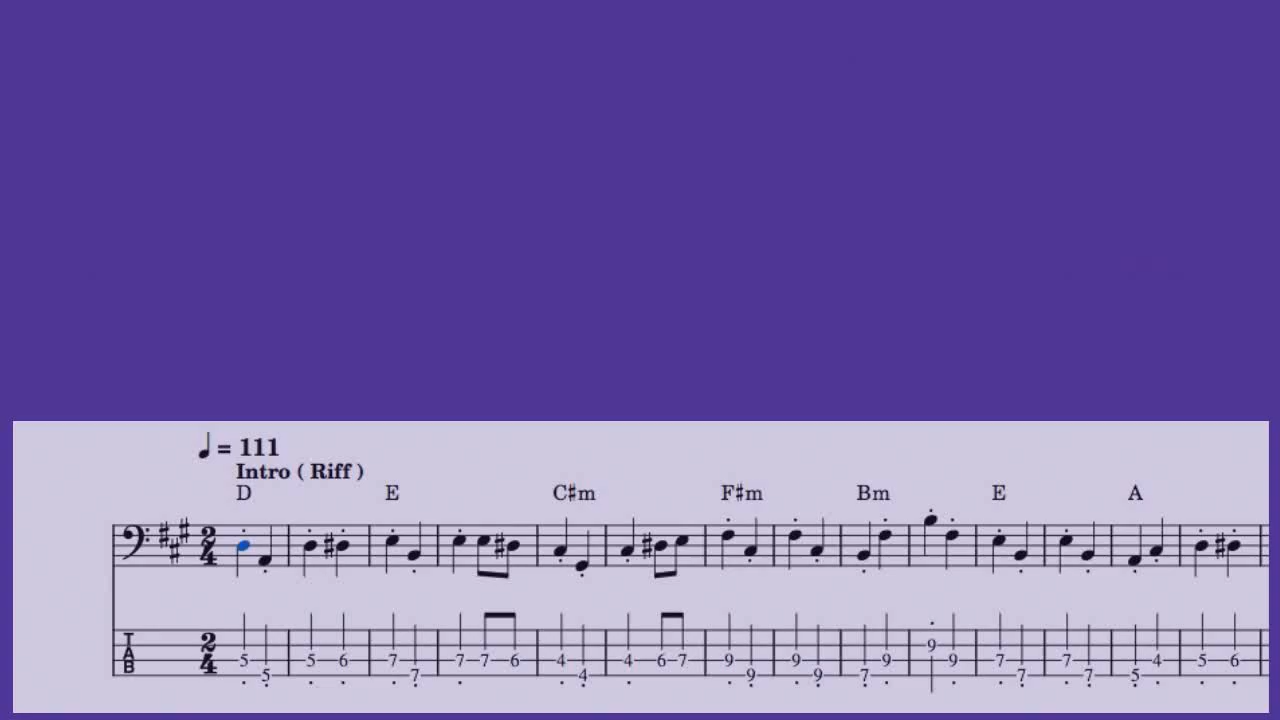 ♩ = 111
Intro ( Riff )
D E C♯m F♯m Bm E A
2
4
T
A
B
2
4
9
5 5 6 7 7 7 6 4 4 6 7 9 9 9 9 7 7 4 5 6
5 7 4 9 9 7 7 7 5